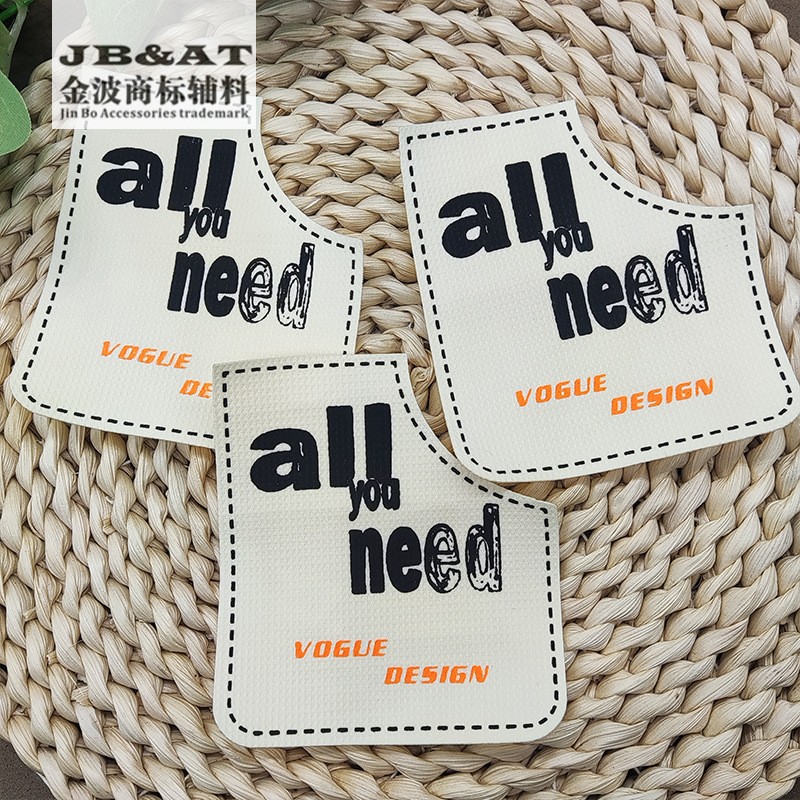 JB&AT
金波商标辅料
Jin Bo Accessories trademark
all
you
need
VOGUE
DE
all
you
need
VOGUE
DESIGN
all
you
need
VOGUE
DESIGN